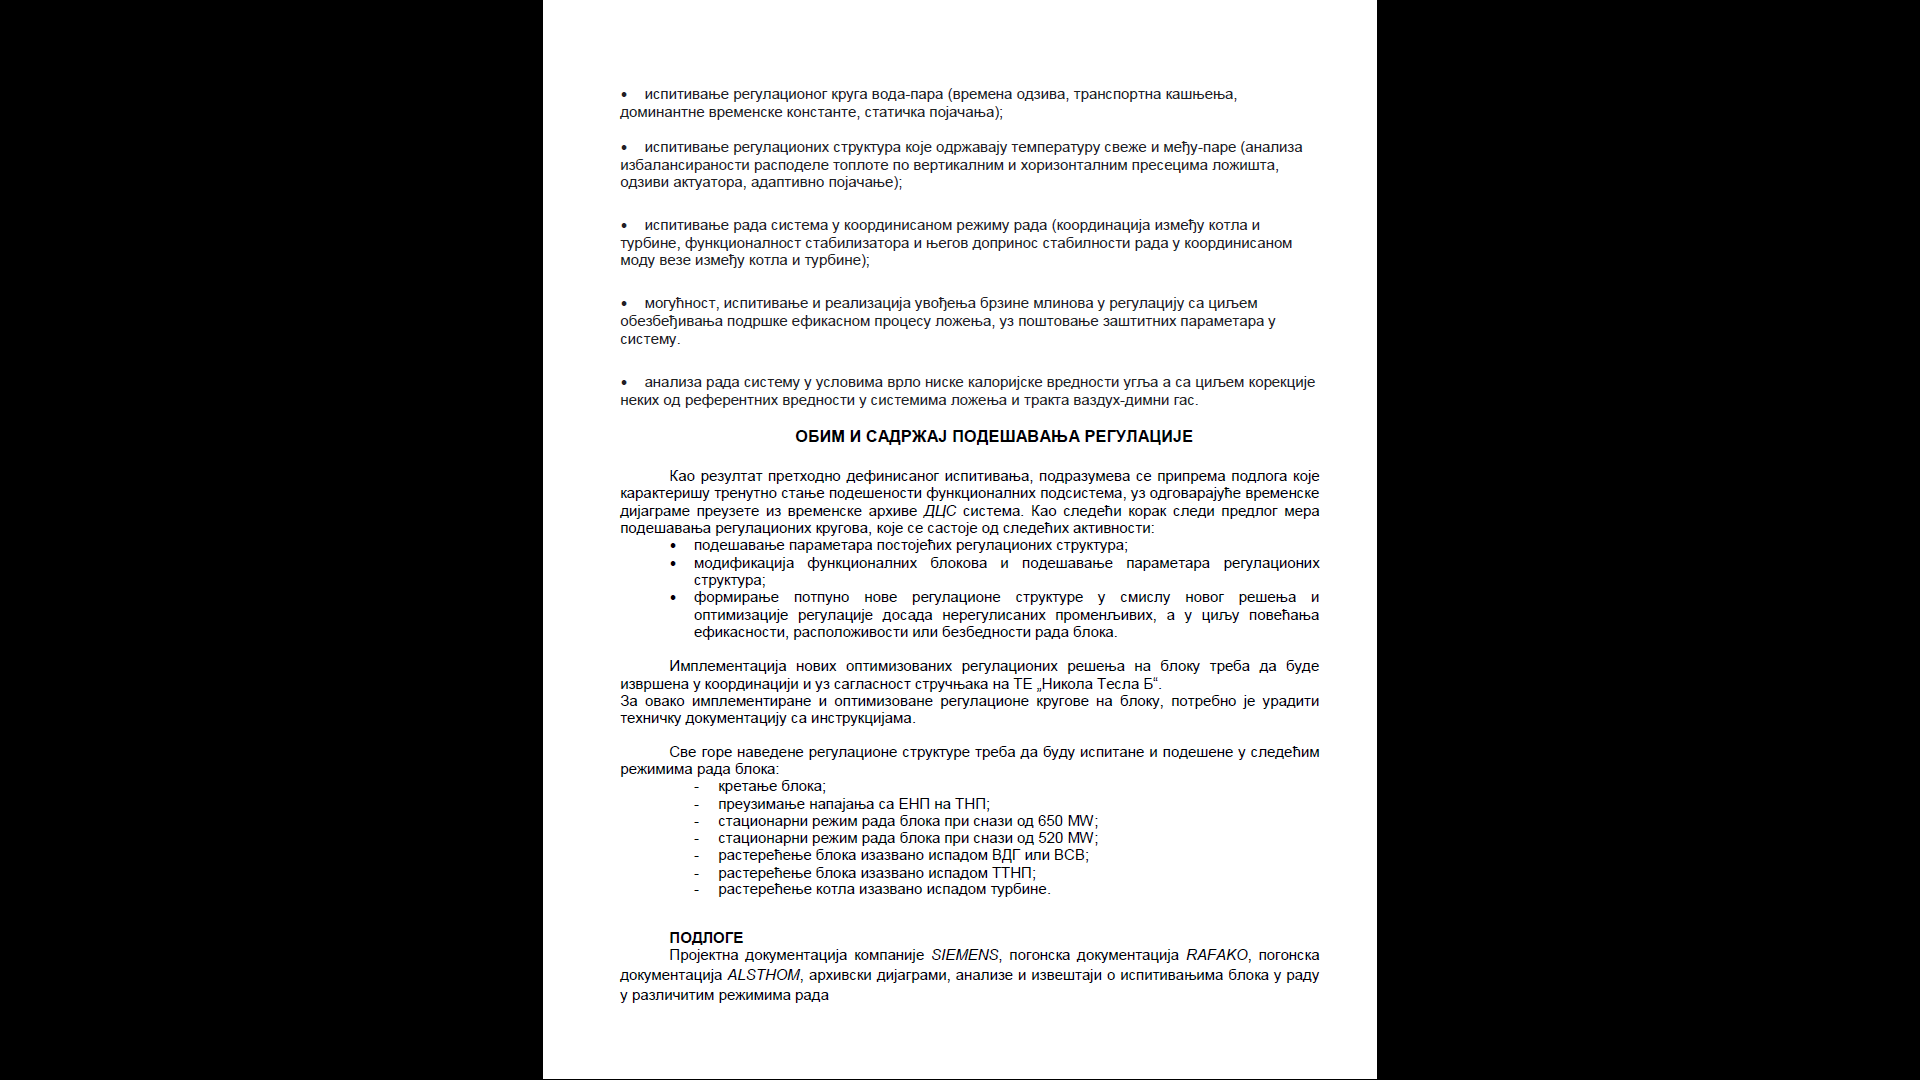 • испитивање регулационог круга вода-пара (времена одзива, транспортна кашњења,
доминантне временске константе, статичка појачања);
• испитивање регулационих структура које одржавају температуру свеже и међу-паре (анализа
избалансираности расподеле топлоте по вертикалним и хоризонталним пресецима ложишта,
одзиви актуатора, адаптивно појачање);
• испитивање рада система у координисаном режиму рада (координација између котла и
турбине, функционалност стабилизатора и његов допринос стабилности рада у координисаном
моду везе између котла и турбине);
• могућност, испитивање и реализација увођења брзине млинова у регулацију са циљем
обезбеђивања подршке ефикасном процесу ложења, уз поштовање заштитних параметара у
систему.
• анализа рада систему у условима врло ниске калоријске вредности угља а са циљем корекције
неких од референтних вредности у системима ложења и тракта ваздух-димни гас.
ОБИМ И САДРЖАЈ ПОДЕШАВАЊА РЕГУЛАЦИЈЕ
Као резултат претходно дефинисаног испитивања, подразумева се припрема подлога које
карактеришу тренутно стање подешености функционалних подсистема, уз одговарајуће временске
дијаграме преузете из временске архиве ДЦС система. Као следећи корак следи предлог мера
подешавања регулационих кругова, које се састоје од следећих активности:
• подешавање параметара постојећих регулационих структура;
• модификација функционалних блокова и подешавање параметара регулационих
структура;
• формирање потпуно нове регулационе структуре у смислу новог решења и
оптимизације регулације досада нерегулисаних променљивих, а у циљу повећања
ефикасности, расположивости или безбедности рада блока.
Имплементација нових оптимизованих регулационих решења на блоку треба да буде
извршена у координацији и уз сагласност стручњака на ТЕ „Никола Тесла Б“.
За овако имплементиране и оптимизоване регулационе кругове на блоку, потребно је урадити
техничку документацију са инструкцијама.
Све горе наведене регулационе структуре треба да буду испитане и подешене у следећим
режимима рада блока:
- кретање блока;
- преузимање напајања са ЕНП на ТНП;
- стационарни режим рада блока при снази од 650 MW;
- стационарни режим рада блока при снази од 520 MW;
- растерећење блока изазвано испадом ВДГ или ВСВ;
- растерећење блока изазвано испадом ТТНП;
- растерећење котла изазвано испадом турбине.
ПОДЛОГЕ
Пројектна документација компаније SIEMENS, погонска документација RAFAKO, погонска
документација ALSTHOM, архивски дијаграми, анализе и извештаји о испитивањима блока у раду
у различитим режимима рада